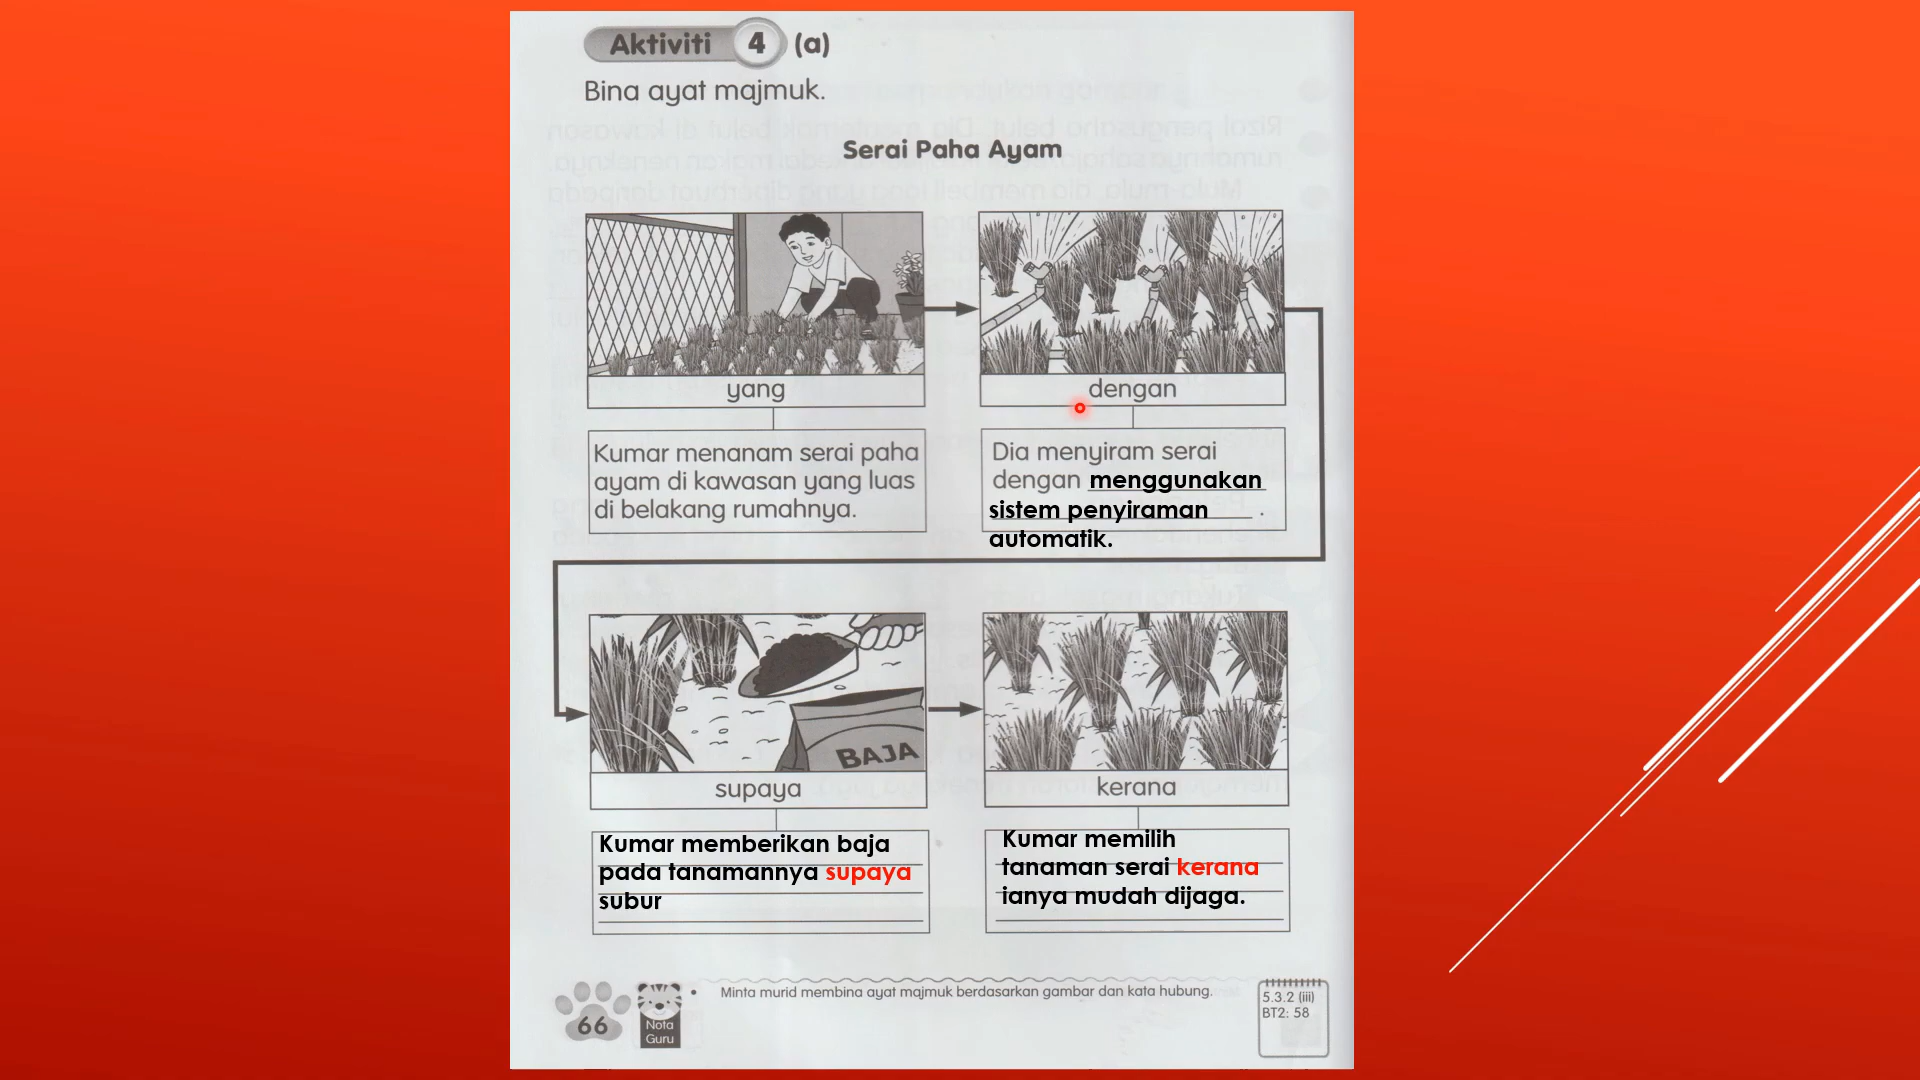 Aktiviti 4 (a)
Bina ayat majmuk.
Serai Paha Ayam
yang
dengan
Kumar menanam serai paha
ayam di kawasan yang luas
di belakang rumahnya.
Dia menyiram serai
dengan menggunakan
sistem penyiraman .
automatik.
BAJA
supaya
kerana
Kumar memberikan baja
pada tanamannya supaya
subur
Kumar memilih
tanaman serai kerana
ianya mudah dijaga.
66
Nota
Guru
• Minta murid membina ayat majmuk berdasarkan gambar dan kata hubung.
5.3.2 (iii)
BT2: 58